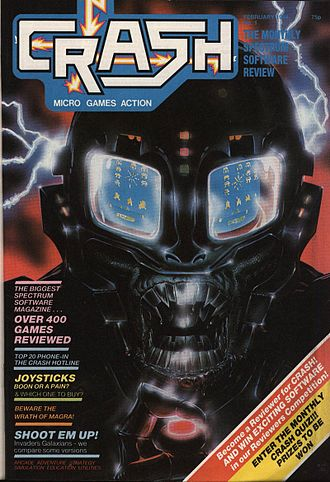 CRASH
MICRO GAMES ACTION
FEBRUARY 1984 75p
THE MONTHLY
SPECTRUM
SOFTWARE
REVIEW
THE BIGGEST
SPECTRUM
SOFTWARE
MAGAZINE . . .
OVER 400
GAMES
REVIEWED
TOP 20 PHONE-IN
THE CRASH HOTLINE
JOYSTICKS
BOON OR A PAIN?
& WHICH ONE TO BUY?
BEWARE THE
WRATH OF MAGRA!
SHOOT EM UP!
Invaders Galaxians - we
compare some versions
ARCADE ADVENTURE STRATEGY
SIMULATION EDUCATION UTILITIES
Become a Reviewer for CRASH!
AND WIN EXCITING SOFTWARE
in our Reviewers Competition!
ENTER THE MONTHLY
CRASH QUIZ!!
PRIZES TO BE
WON